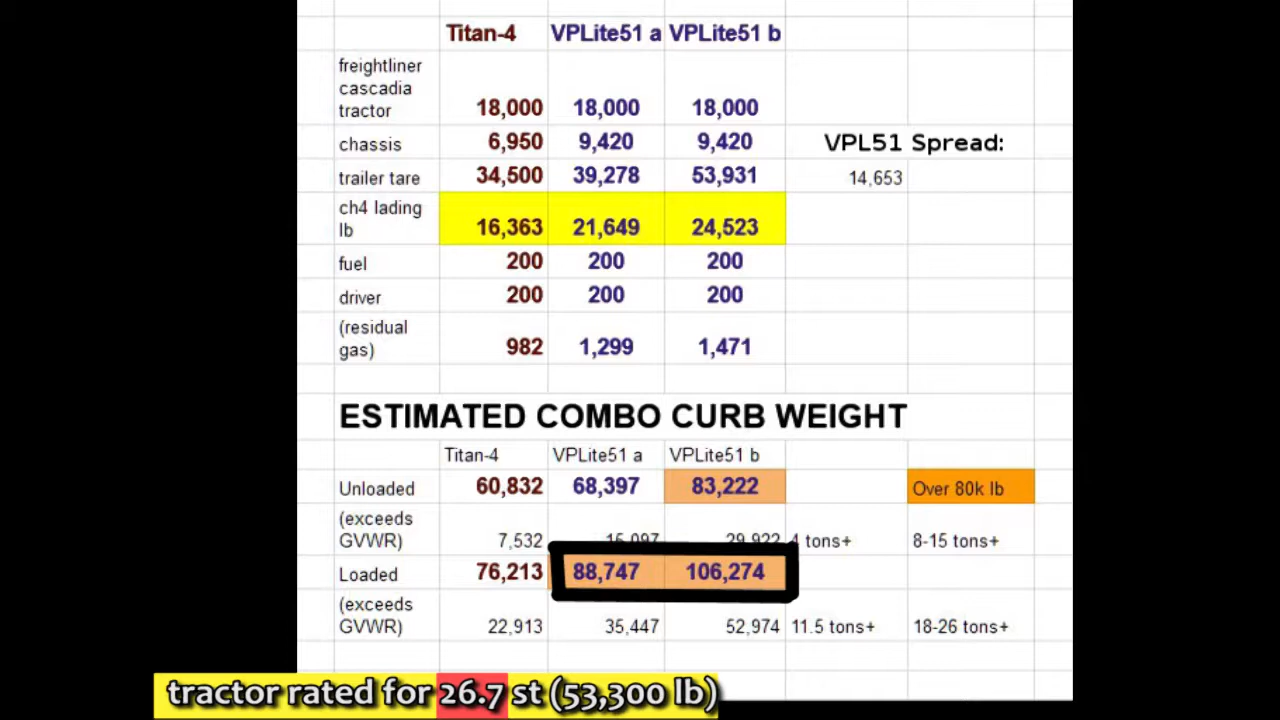 Titan-4 VPLite51 a VPLite51 b
freightliner
cascadia
tractor 18,000 18,000 18,000
chassis 6,950 9,420 9,420 VPL51 Spread:
trailer tare 34,500 39,278 53,931 14,653
ch4 lading
lb 16,363 21,649 24,523
fuel 200 200 200
driver 200 200 200
(residual
gas) 982 1,299 1,471
ESTIMATED COMBO CURB WEIGHT
Titan-4 VPLite51 a VPLite51 b
Unloaded 60,832 68,397 83,222 Over 80k lb
(exceeds
GVWR) 7,532 15,097 29,922 4 tons+ 8-15 tons+
Loaded 76,213 88,747 106,274
(exceeds
GVWR) 22,913 35,447 52,974 11.5 tons+ 18-26 tons+
tractor rated for 26.7 st (53,300 lb)